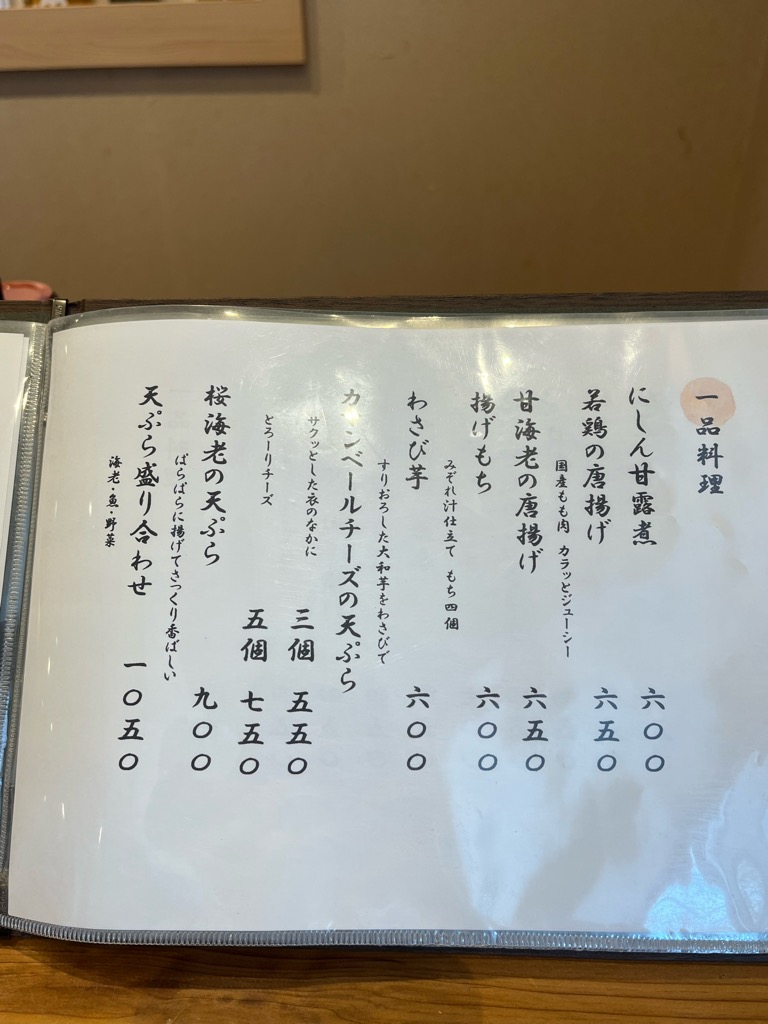 一品料理
にしん甘露煮 六〇〇
若鶏の唐揚げ 六五〇
国産もも肉 カラッとジューシー
甘海老の唐揚げ 六五〇
揚げもち 六〇〇
みぞれ汁仕立て もち四個
わさび芋 六〇〇
すりおろした大和芋をわさびで
カマンベールチーズの天ぷら
サクッとした衣のなかに
とろーりチーズ
三個 五五〇
五個 七五〇
桜海老の天ぷら 九〇〇
ばらばらに揚げてさっくり香ばしい
天ぷら盛り合わせ 一〇五〇
海老・魚・野菜